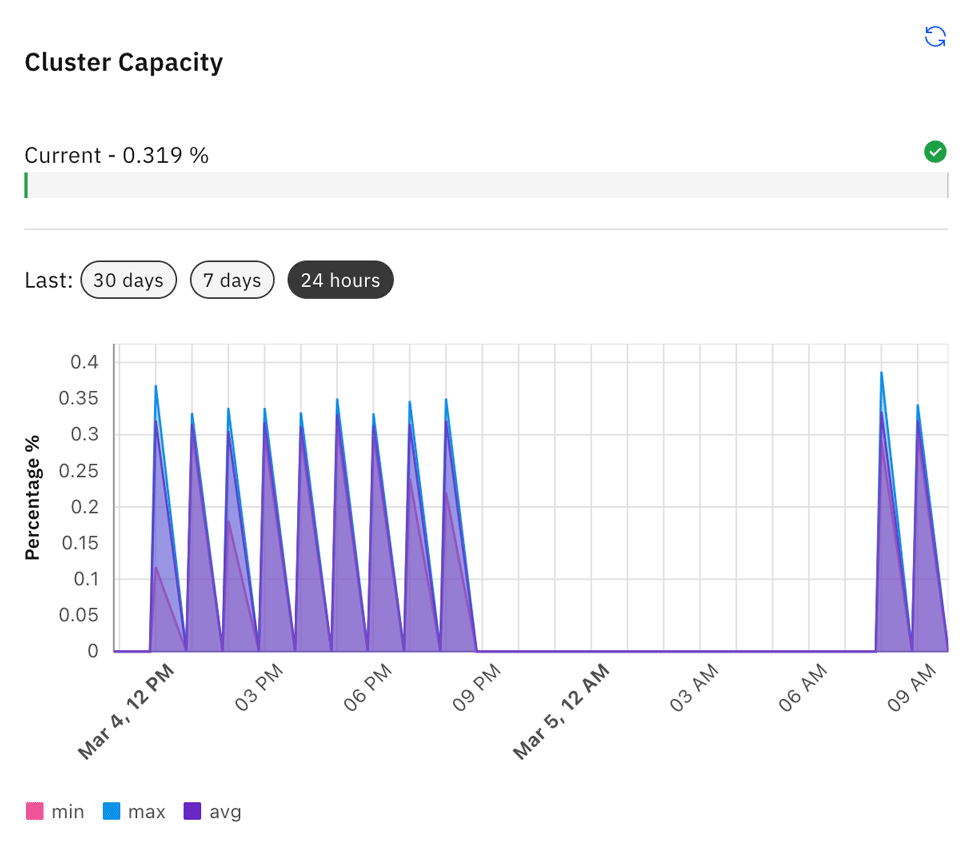 Cluster Capacity
Current - 0.319 %
Last: 30 days 7 days 24 hours
Percentage %
0.4
0.35
0.3
0.25
0.2
0.15
0.1
0.05
0
Mar 4, 12 PM 03 PM 06 PM 09 PM Mar 5, 12 AM 03 AM 06 AM 09 AM
min max avg